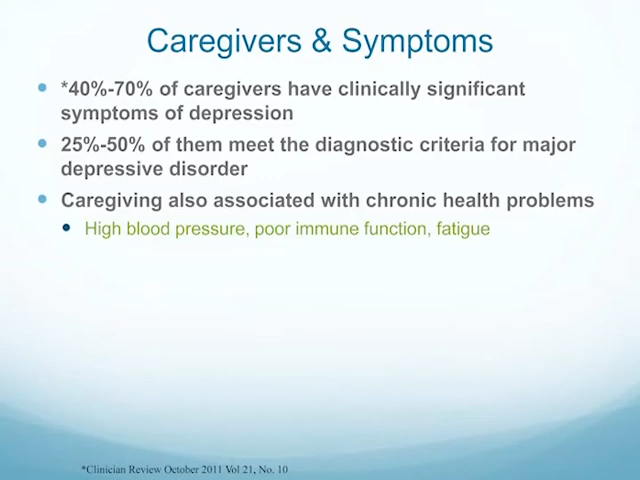 Caregivers & Symptoms
*40%-70% of caregivers have clinically significant
symptoms of depression
25%-50% of them meet the diagnostic criteria for major
depressive disorder
Caregiving also associated with chronic health problems
High blood pressure, poor immune function, fatigue
*Clinician Review October 2011 Vol 21, No. 10